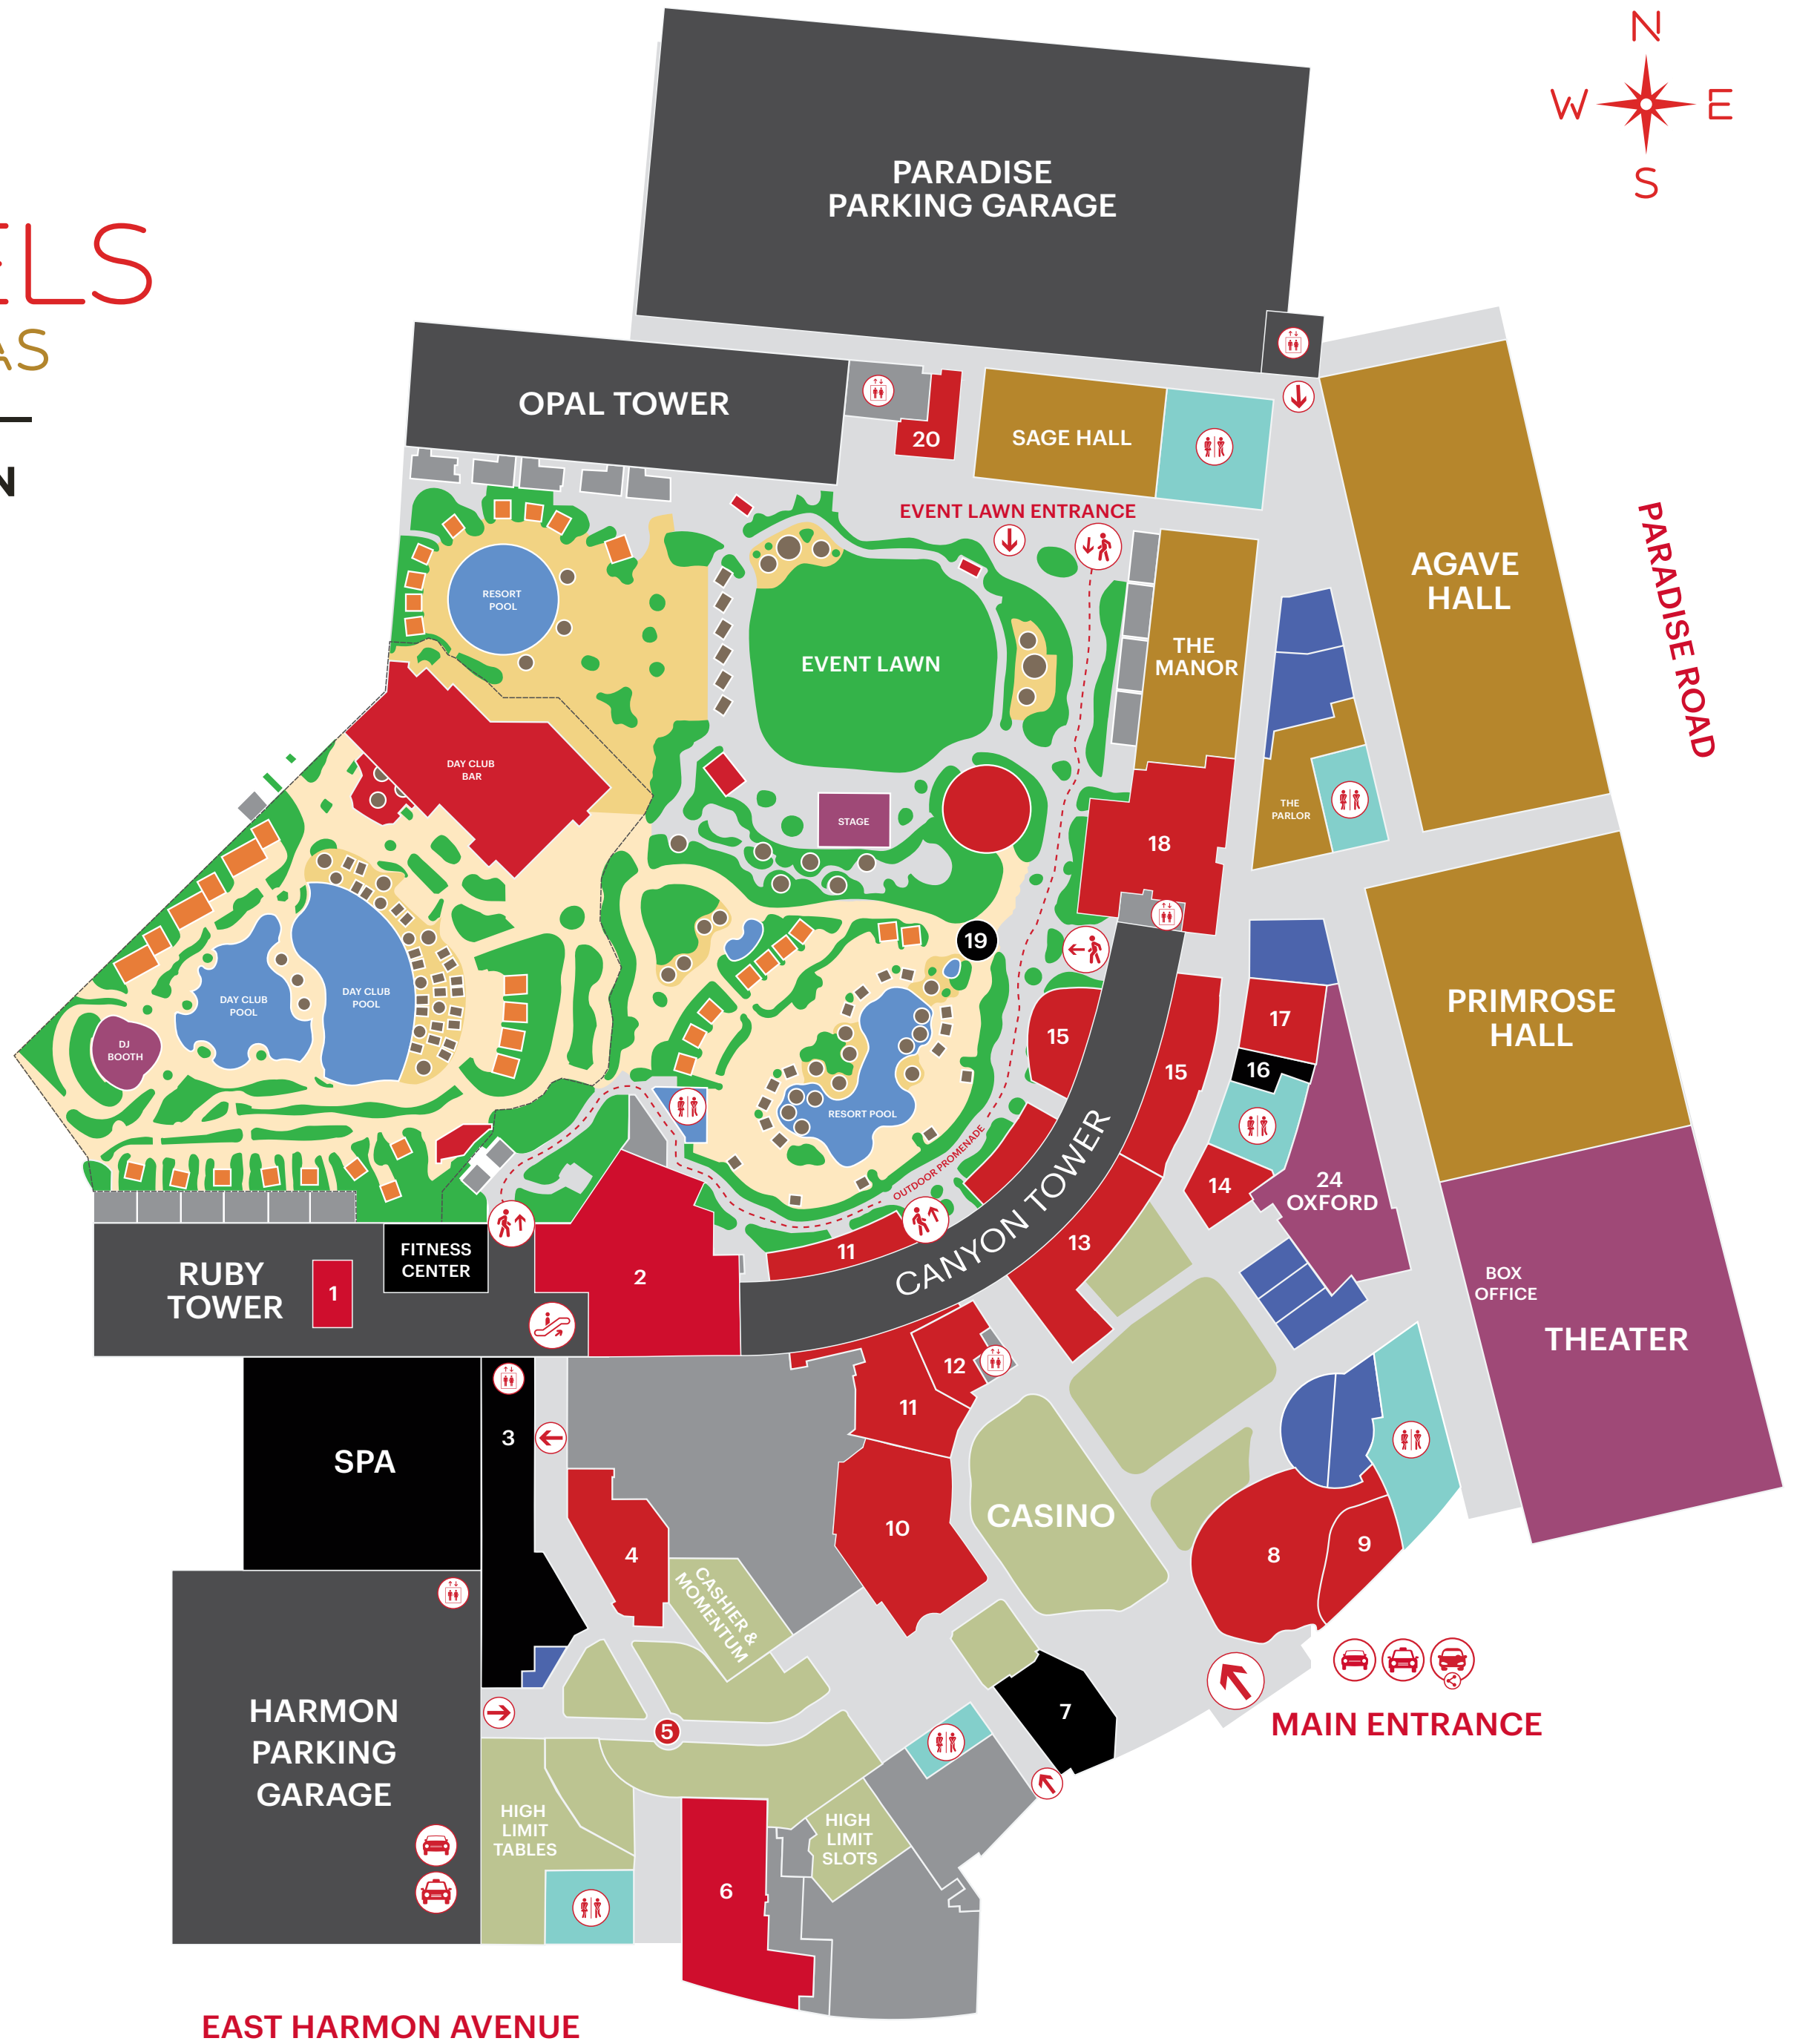 N
W E
S
ELS
AS
N
PARADISE
PARKING GARAGE
OPAL TOWER
20
SAGE HALL
EVENT LAWN ENTRANCE
AGAVE
HALL
PARADISE ROAD
RESORT
POOL
EVENT LAWN
THE
MANOR
DAY CLUB
BAR
STAGE
THE
PARLOR
18
19
DAY CLUB
POOL
DAY CLUB
POOL
DJ
BOOTH
PRIMROSE
HALL
17
15
16
15
RESORT POOL
OUTDOOR PROMENADE
CANYON TOWER
14
24
OXFORD
13
11
FITNESS
CENTER
RUBY
TOWER
1
2
BOX
OFFICE
THEATER
12
11
3
SPA
CASINO
10
4
8
9
CASHIER &
MOMENTUM
7
5
MAIN ENTRANCE
HARMON
PARKING
GARAGE
HIGH
LIMIT
TABLES
HIGH
LIMIT
SLOTS
6
EAST HARMON AVENUE